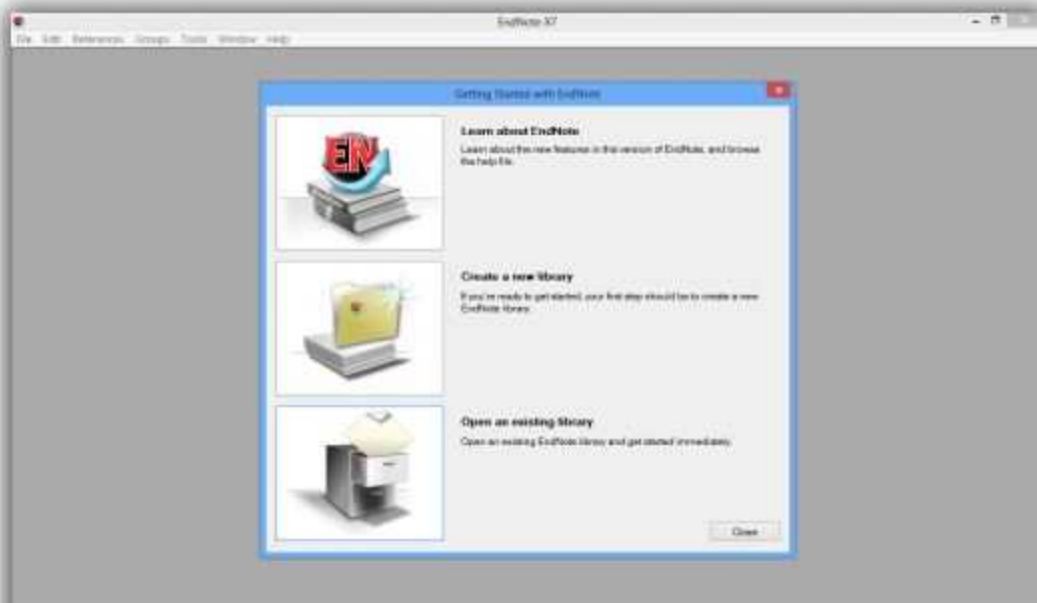 EndNote X7
File Edit References Groups Tools Window Help
Getting Started with EndNote
EN
Learn about EndNote
Learn about the new features in this version of EndNote, and browse
the help file.
Create a new library
If you're ready to get started, your first step should be to create a new
EndNote library.
Open an existing library
Open an existing EndNote library and get started immediately.
Close